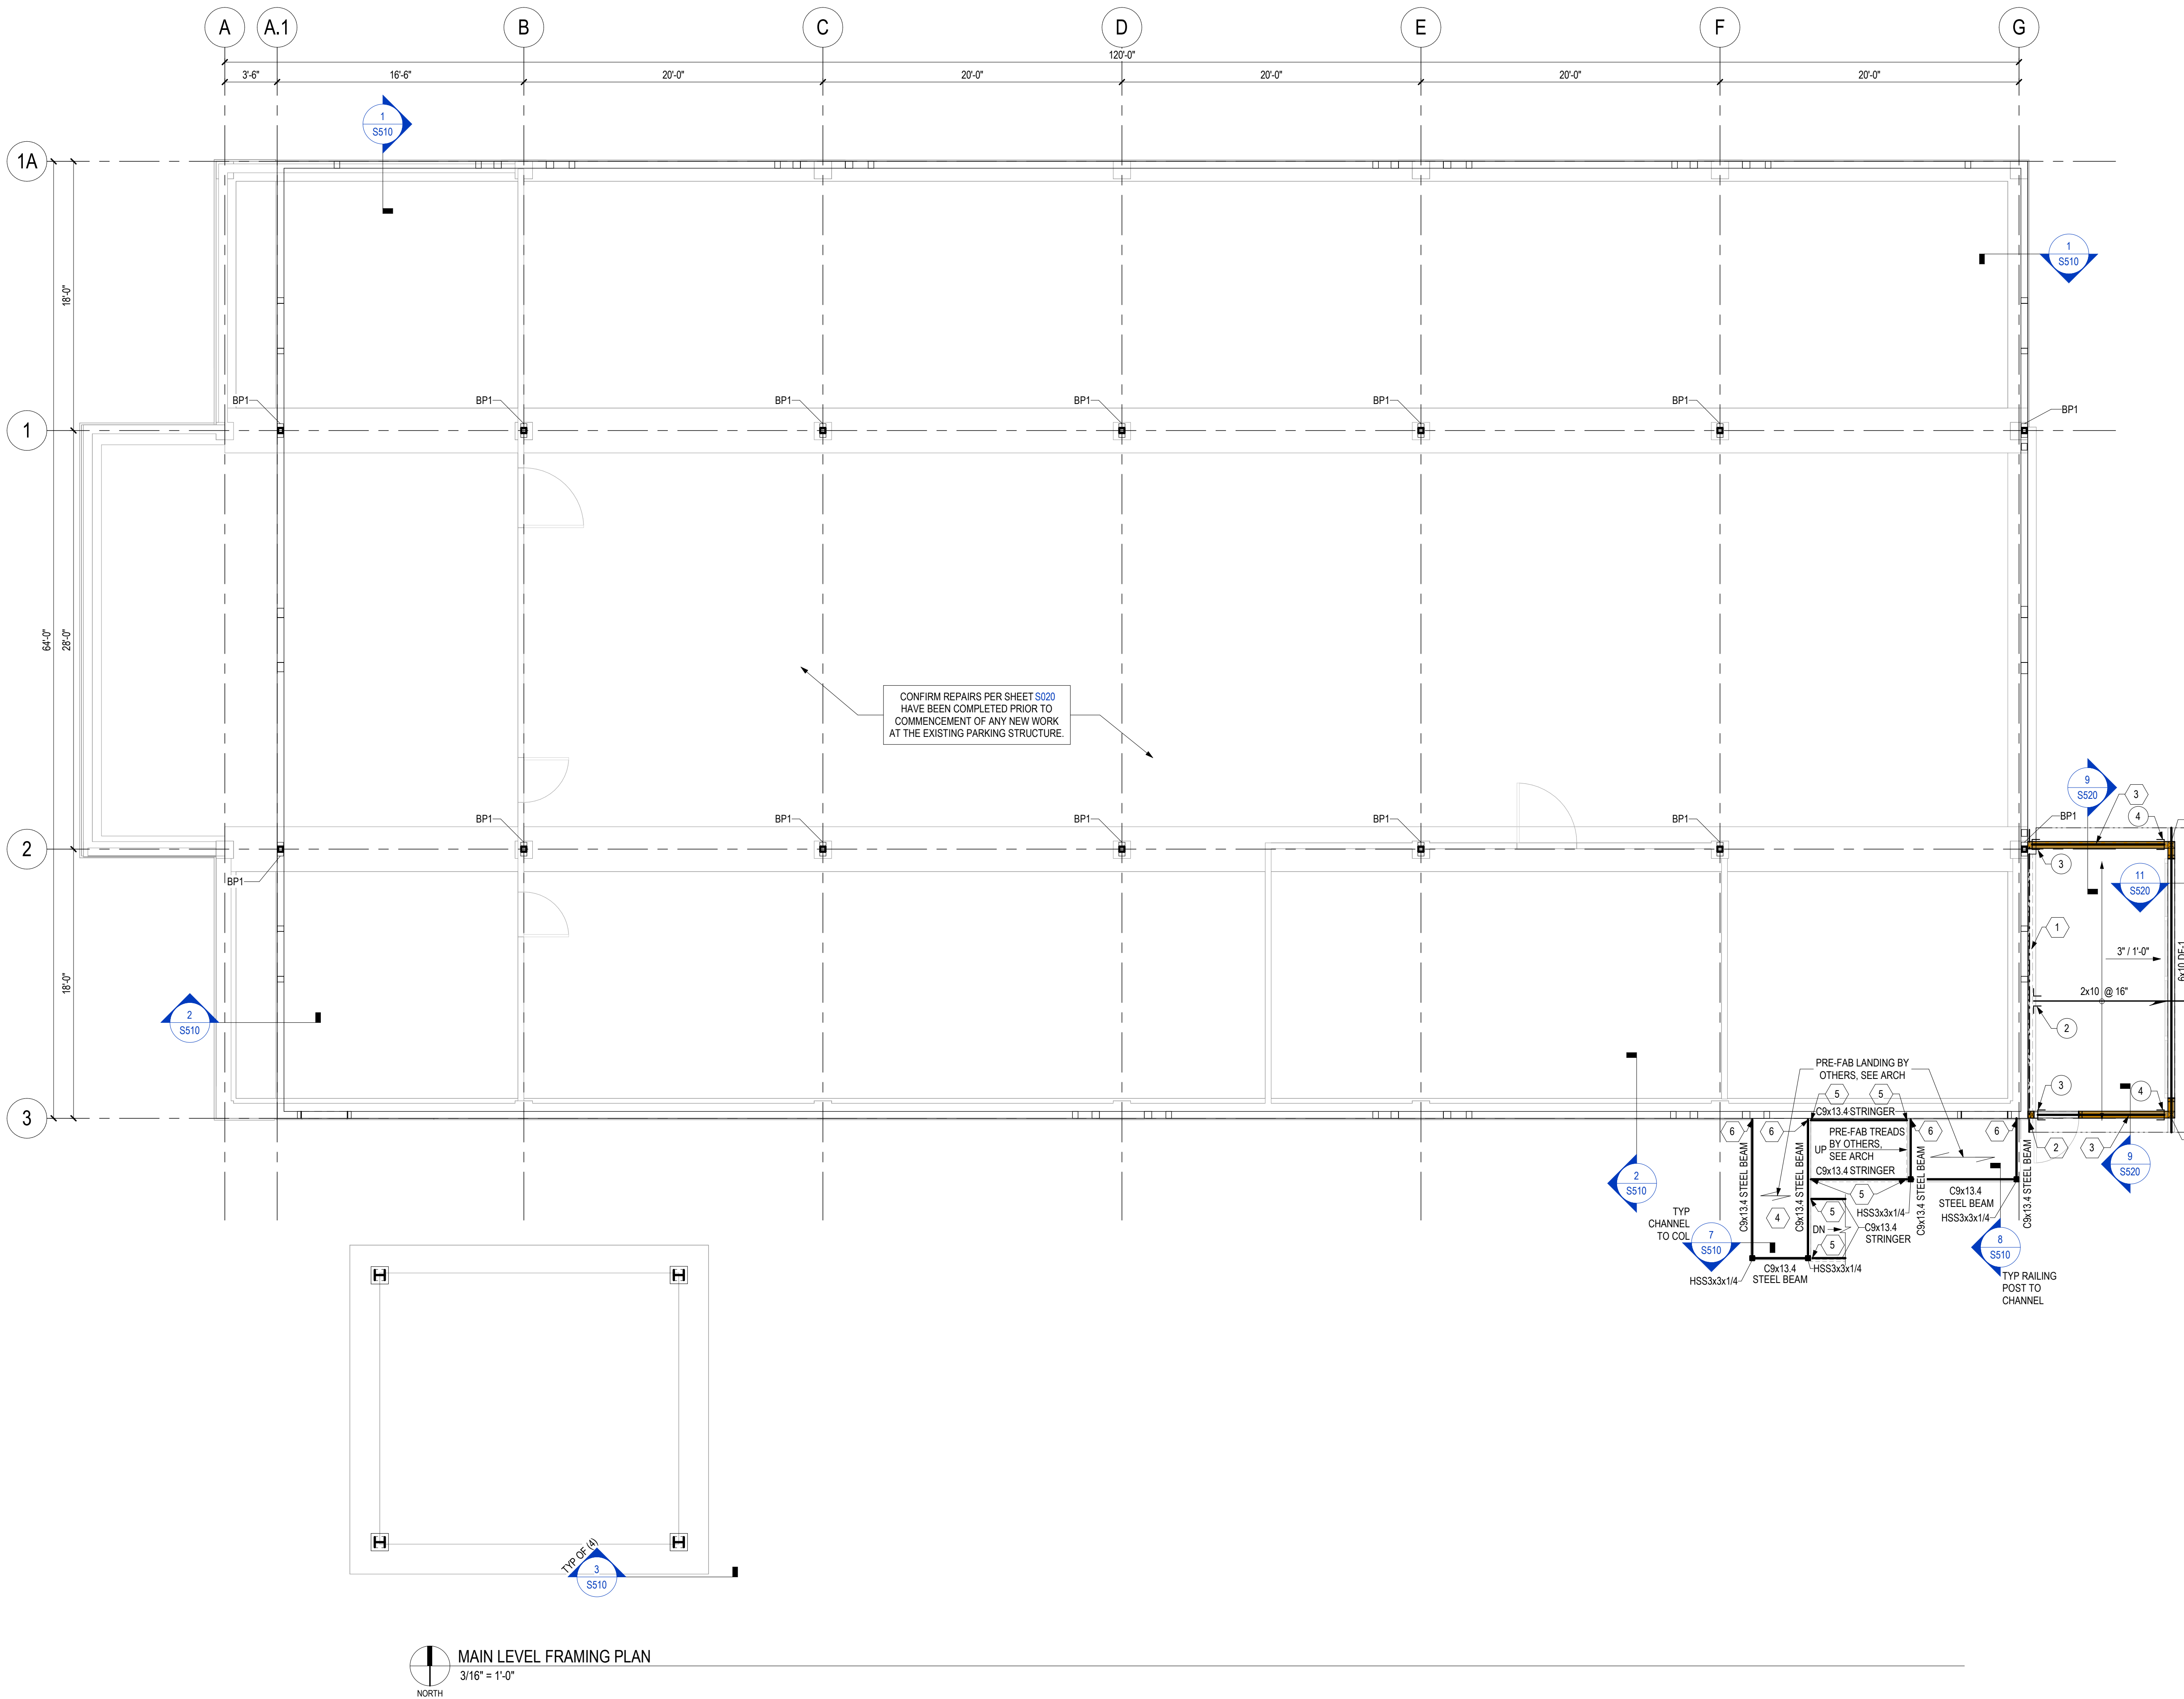 A
A.1
B
C
D
E
F
G
120'-0"
3'-6"
16'-6"
20'-0"
20'-0"
20'-0"
20'-0"
20'-0"
1
S510
1A
1
S510
18'-0"
BP1
BP1
BP1
BP1
BP1
BP1
BP1
1
64'-0"
28'-0"
CONFIRM REPAIRS PER SHEET S020
HAVE BEEN COMPLETED PRIOR TO
COMMENCEMENT OF ANY NEW WORK
AT THE EXISTING PARKING STRUCTURE.
9
S520
3
4
BP1
BP1
BP1
BP1
BP1
BP1
2
3
BP1
11
S520
1
3" / 1'-0"
6x10 DF-1
18'-0"
2x10 @ 16"
2
S510
2
PRE-FAB LANDING BY
OTHERS, SEE ARCH
3
4
5
5
C9x13.4 STRINGER
3
6
6
PRE-FAB TREADS
BY OTHERS,
SEE ARCH
UP
6
6
2
3
C9x13.4 STRINGER
9
S520
2
S510
C9x13.4 STEEL BEAM
C9x13.4 STEEL BEAM
C9x13.4 STEEL BEAM
C9x13.4 STEEL BEAM
5
C9x13.4
STEEL BEAM
HSS3x3x1/4
HSS3x3x1/4
TYP
CHANNEL
TO COL
4
5
DN
C9x13.4
STRINGER
5
7
S510
8
S510
C9x13.4
STEEL BEAM
HSS3x3x1/4
HSS3x3x1/4
TYP RAILING
POST TO
CHANNEL
TYP OF (4)
3
S510
MAIN LEVEL FRAMING PLAN
3/16" = 1'-0"
NORTH